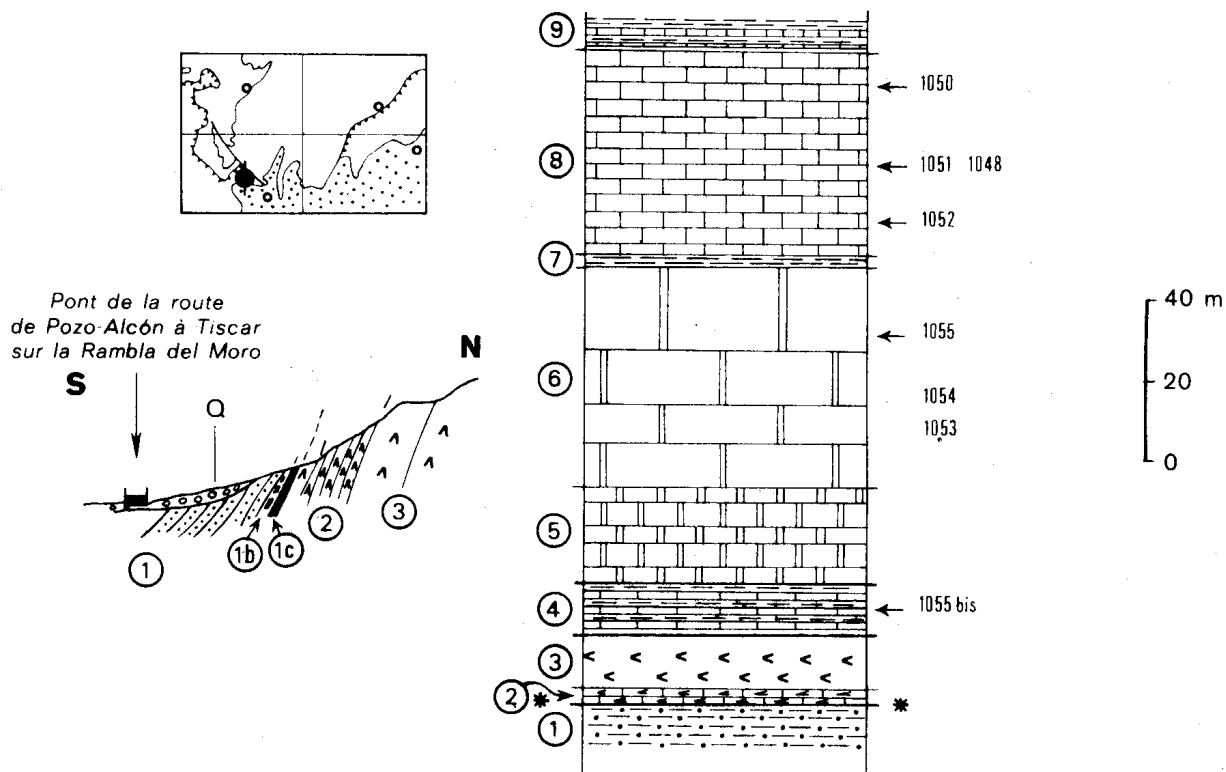 Pont de la route
de Pozo-Alcón à Tiscar
sur la Rambla del Moro
S
N
Q
1
1b
1c
2
3
9
8
7
6
5
4
3
2
*
*
1
1050
1051 1048
1052
1055
1054
1053
1055 bis
40 m
20
0